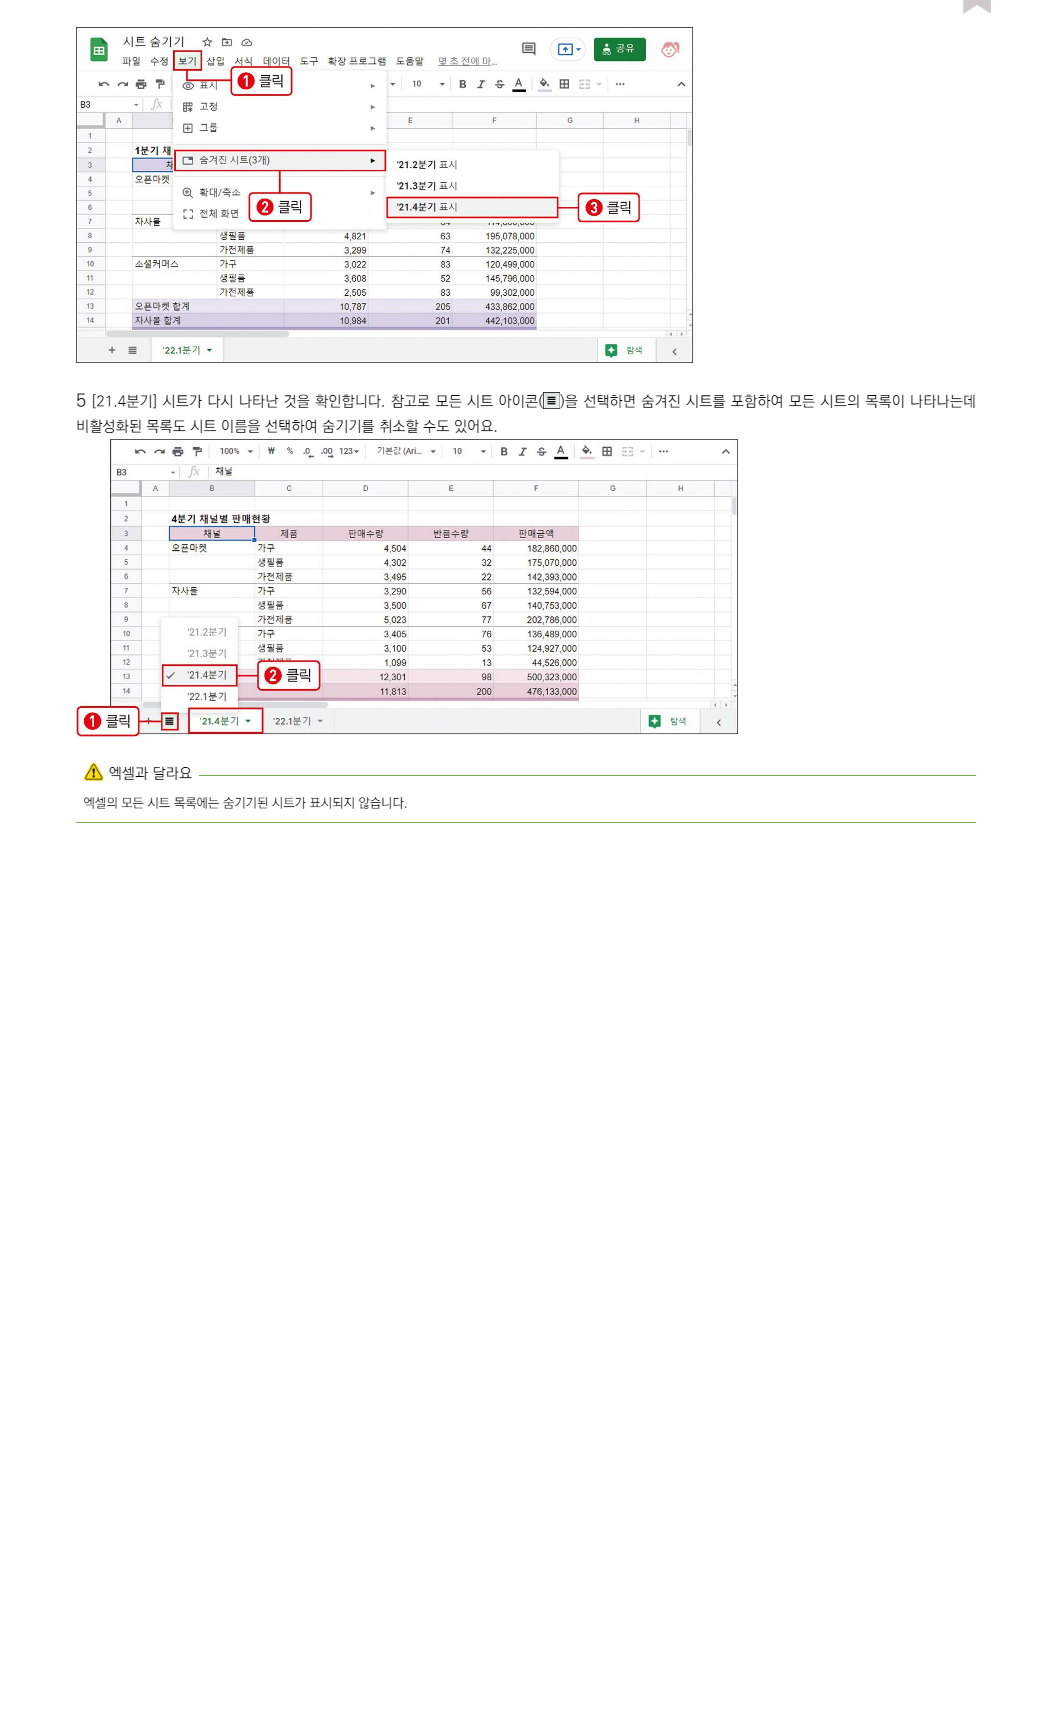 시트 숨기기
파일 수정 보기 삽입 서식 데이터 도구 확장 프로그램 도움말 몇 초 전에 마...
공유
1 클릭
10 B I S A
B3 fx
표시
고정
그룹
숨겨진 시트(3개)
확대/축소
전체 화면
2 클릭
'21.2분기 표시
'21.3분기 표시
'21.4분기 표시
3 클릭
A E F G H
1
2 1분기 채
3
4 오픈마켓
5
6
7 자사몰
8 생필품 4,821 63 195,078,000
9 가전제품 3,299 74 132,225,000
10 소셜커머스 가구 3,022 83 120,499,000
11 생필품 3,608 52 145,796,000
12 가전제품 2,505 83 99,302,000
13 오픈마켓 합계 10,787 205 433,862,000
14 자사몰 합계 10,984 201 442,103,000
+ '22.1분기 탐색
5 [21.4분기] 시트가 다시 나타난 것을 확인합니다. 참고로 모든 시트 아이콘(≡)을 선택하면 숨겨진 시트를 포함하여 모든 시트의 목록이 나타나는데
비활성화된 목록도 시트 이름을 선택하여 숨기기를 취소할 수도 있어요.
100% ₩ % .0 .00 123 기본값 (Ari... 10 B I S A
B3 fx 채널
A B C D E F G H
1
2 4분기 채널별 판매현황
3 채널 제품 판매수량 반품수량 판매금액
4 오픈마켓 가구 4,504 44 182,860,000
5 생필품 4,302 32 175,070,000
6 가전제품 3,495 22 142,393,000
7 자사몰 가구 3,290 56 132,594,000
8 생필품 3,500 67 140,753,000
9 가전제품 5,023 77 202,786,000
10 가구 3,405 76 136,489,000
11 생필품 3,100 53 124,927,000
12 1,099 13 44,526,000
13 12,301 98 500,323,000
14 11,813 200 476,133,000
'21.2분기
'21.3분기
'21.4분기
'22.1분기
2 클릭
1 클릭
+ '21.4분기 '22.1분기 탐색
엑셀과 달라요
엑셀의 모든 시트 목록에는 숨기기된 시트가 표시되지 않습니다.